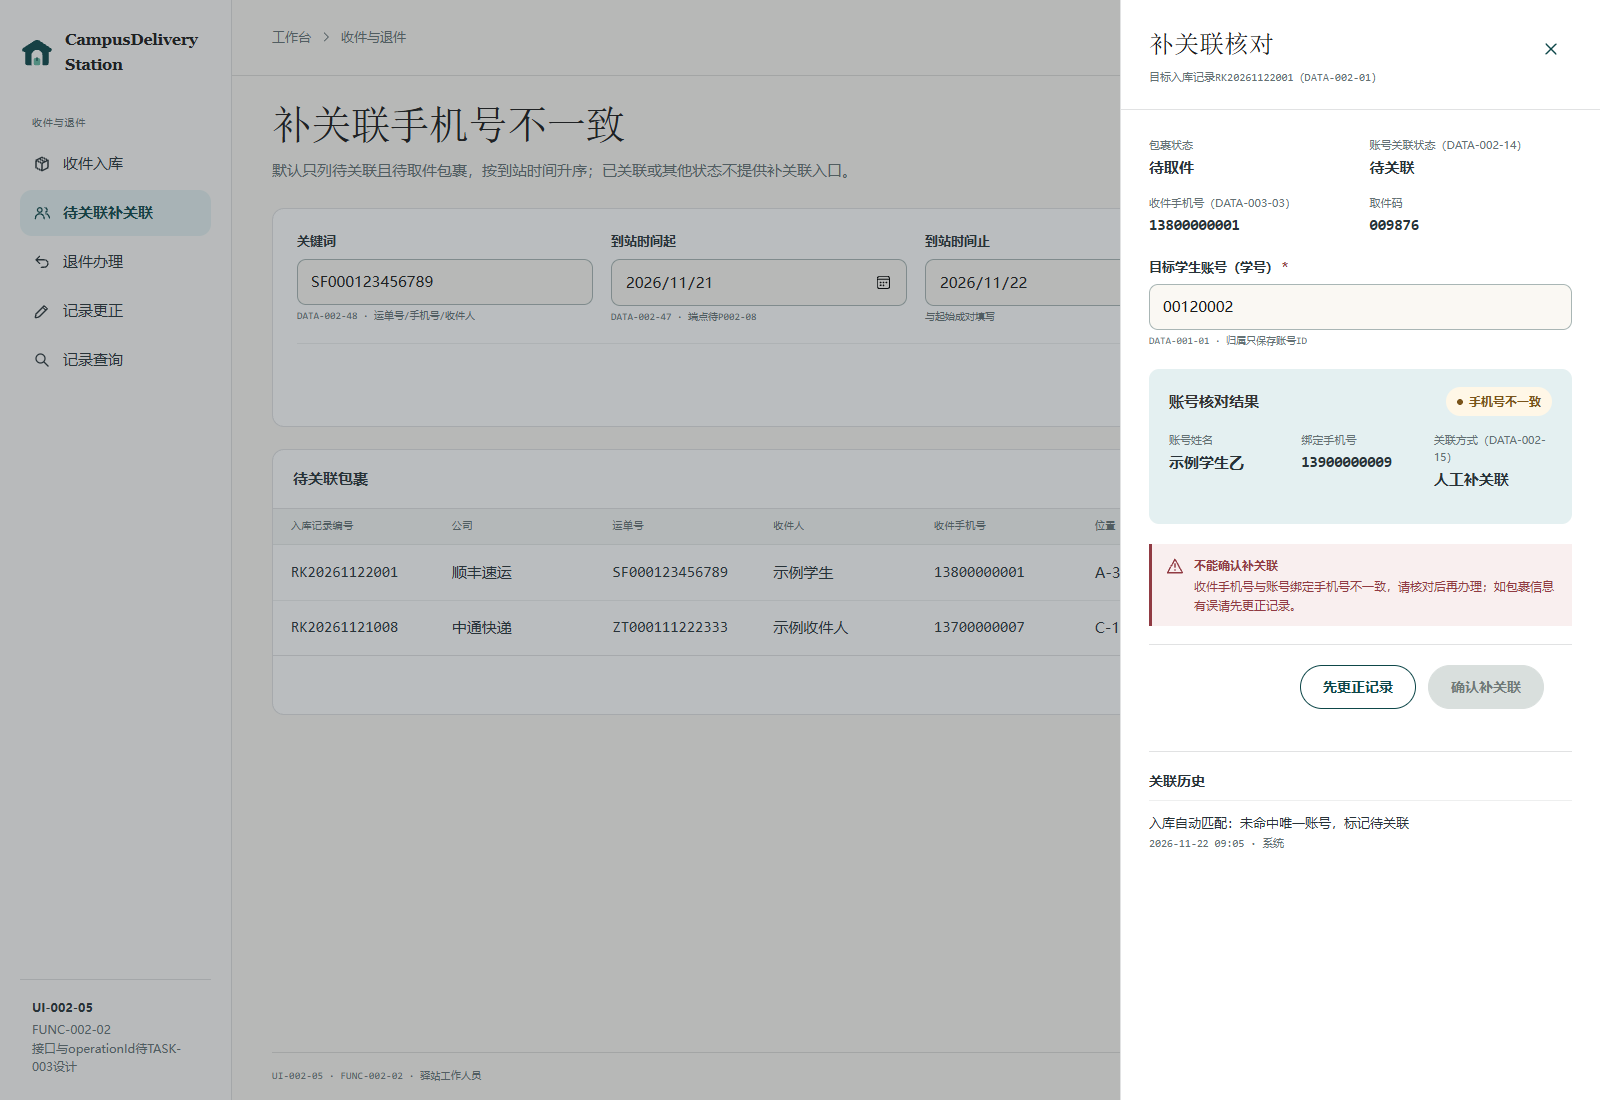 CampusDelivery
Station
收件与退件
收件入库
待关联补关联
退件办理
记录更正
记录查询
UI-002-05
FUNC-002-02
接口与operationId待TASK-
003设计
工作台 > 收件与退件
补关联手机号不一致
默认只列待关联且待取件包裹，按到站时间升序；已关联或其他状态不提供补关联入口。
关键词 到站时间起 到站时间止
SF000123456789 2026/11/21 2026/11/22
DATA-002-48 · 运单号/手机号/收件人 DATA-002-47 · 端点待P002-08 与起始成对填写
待关联包裹
入库记录编号 公司 运单号 收件人 收件手机号 位置
RK20261122001 顺丰速运 SF000123456789 示例学生 13800000001 A-3
RK20261121008 中通快递 ZT000111222333 示例收件人 13700000007 C-1
UI-002-05 · FUNC-002-02 · 驿站工作人员
补关联核对
目标入库记录RK20261122001 (DATA-002-01)
包裹状态 账号关联状态 (DATA-002-14)
待取件 待关联
收件手机号 (DATA-003-03) 取件码
13800000001 009876
目标学生账号（学号） *
00120002
DATA-001-01 · 归属只保存账号ID
账号核对结果 手机号不一致
账号姓名 绑定手机号 关联方式 (DATA-002-
15)
示例学生乙 13900000009 人工补关联
不能确认补关联
收件手机号与账号绑定手机号不一致，请核对后再办理；如包裹信息
有误请先更正记录。
先更正记录 确认补关联
关联历史
入库自动匹配：未命中唯一账号，标记待关联
2026-11-22 09:05 · 系统